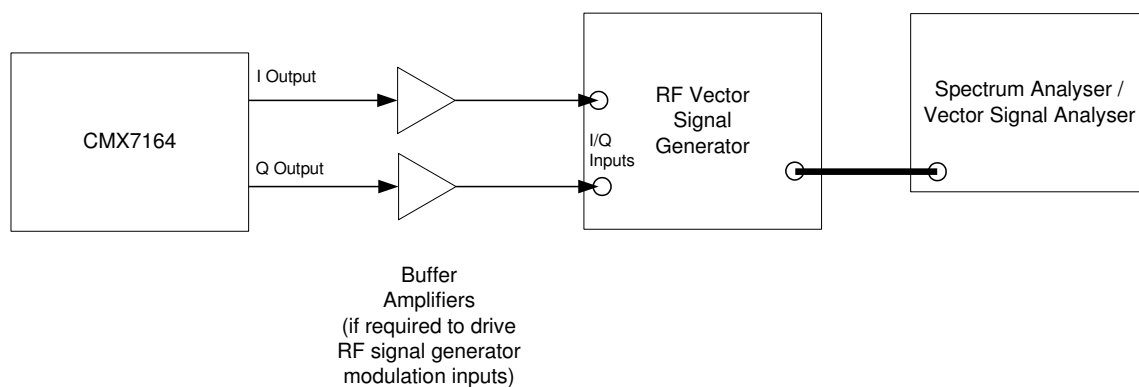 I Output
CMX7164
Q Output
Buffer
Amplifiers
(if required to drive
RF signal generator
modulation inputs)
I/Q
Inputs
RF Vector
Signal
Generator
Spectrum Analyser /
Vector Signal Analyser